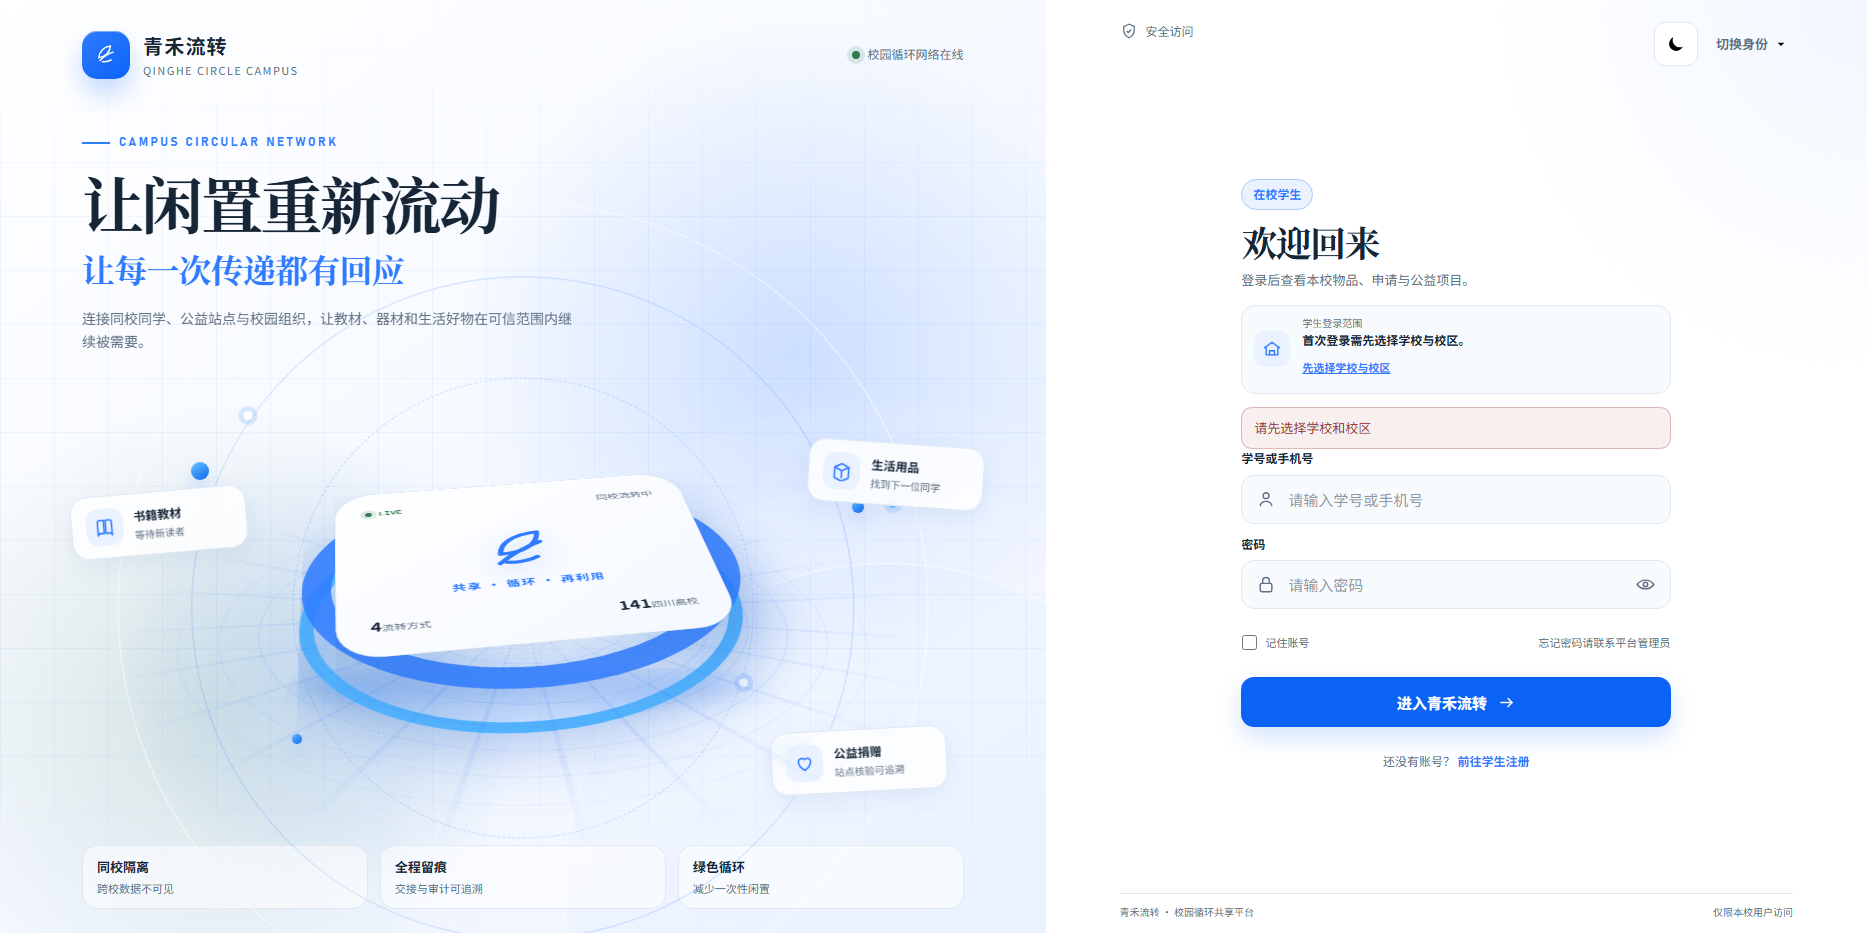 青禾流转
QINGHE CIRCLE CAMPUS
校园循环网络在线
CAMPUS CIRCULAR NETWORK
让闲置重新流动
让每一次传递都有回应
连接同校同学、公益站点与校园组织，让教材、器材和生活好物在可信范围内继
续被需要。
书籍教材
等待新读者
LIVE
同校流转中
共享 · 循环 · 再利用
4流转方式
141四川高校
生活用品
找到下一位同学
公益捐赠
站点核验可追溯
同校隔离
跨校数据不可见
全程留痕
交接与审计可追溯
绿色循环
减少一次性闲置
安全访问
切换身份
在校学生
欢迎回来
登录后查看本校物品、申请与公益项目。
学生登录范围
首次登录需先选择学校与校区。
先选择学校与校区
请先选择学校和校区
学号或手机号
请输入学号或手机号
密码
请输入密码
记住账号
忘记密码请联系平台管理员
进入青禾流转
还没有账号？ 前往学生注册
青禾流转 · 校园循环共享平台
仅限本校用户访问